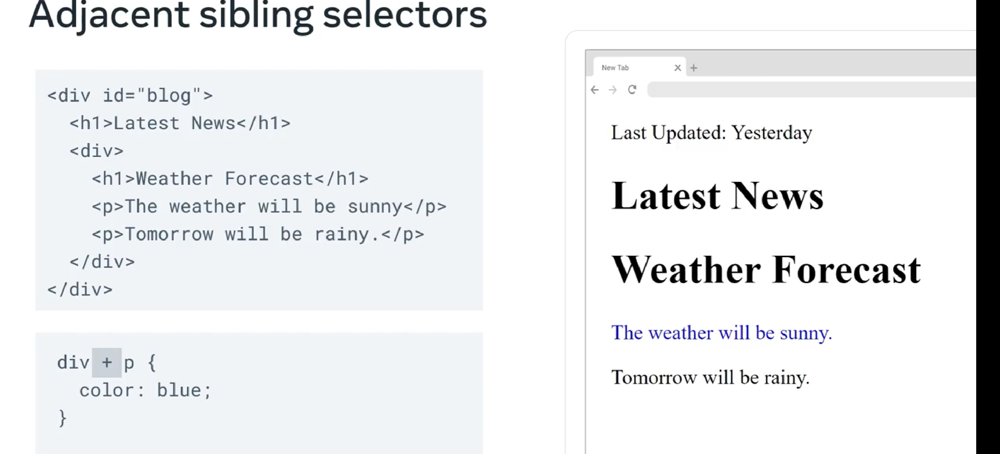 Adjacent sibling selectors
<div id="blog">
<h1>Latest News</h1>
<div>
<h1>Weather Forecast</h1>
<p>The weather will be sunny</p>
<p>Tomorrow will be rainy.</p>
</div>
</div>
div + p {
color: blue;
}
New Tab
Last Updated: Yesterday
Latest News
Weather Forecast
The weather will be sunny.
Tomorrow will be rainy.